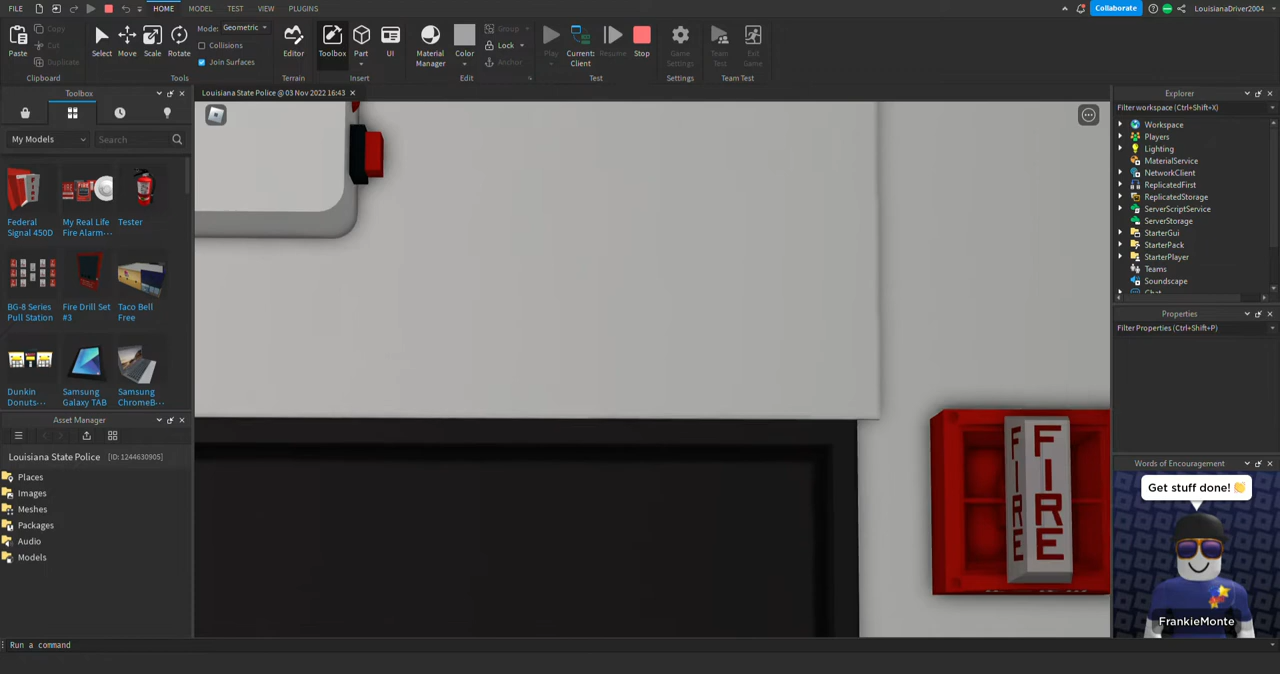 FILE
HOME
MODEL
TEST
VIEW
PLUGINS
Collaborate
LouisianaDriver2004
Paste
Copy
Cut
Duplicate
Clipboard
Select
Move
Scale
Rotate
Mode: Geometric
Collisions
Join Surfaces
Tools
Editor
Terrain
Toolbox
Part
UI
Insert
Material
Manager
Color
Group
Lock
Anchor
Edit
Play
Current:
Client
Resume
Stop
Test
Game
Settings
Settings
Team
Test
Exit
Game
Team Test
Toolbox
My Models
Search
Federal
Signal 450D
My Real Life
Fire Alarm...
Tester
BG-8 Series
Pull Station
Fire Drill Set
#3
Taco Bell
Free
Dunkin
Donuts...
Samsung
Galaxy TAB
Samsung
ChromeB...
Asset Manager
Louisiana State Police [ID: 1244630905]
Places
Images
Meshes
Packages
Audio
Models
Louisiana State Police @ 03 Nov 2022 16:43
FIRE
FIRE
Explorer
Filter workspace (Ctrl+Shift+X)
Workspace
Players
Lighting
MaterialService
NetworkClient
ReplicatedFirst
ReplicatedStorage
ServerScriptService
ServerStorage
StarterGui
StarterPack
StarterPlayer
Teams
Soundscape
Chat
Properties
Filter Properties (Ctrl+Shift+P)
Words of Encouragement
Get stuff done! 👏
FrankieMonte
Run a command